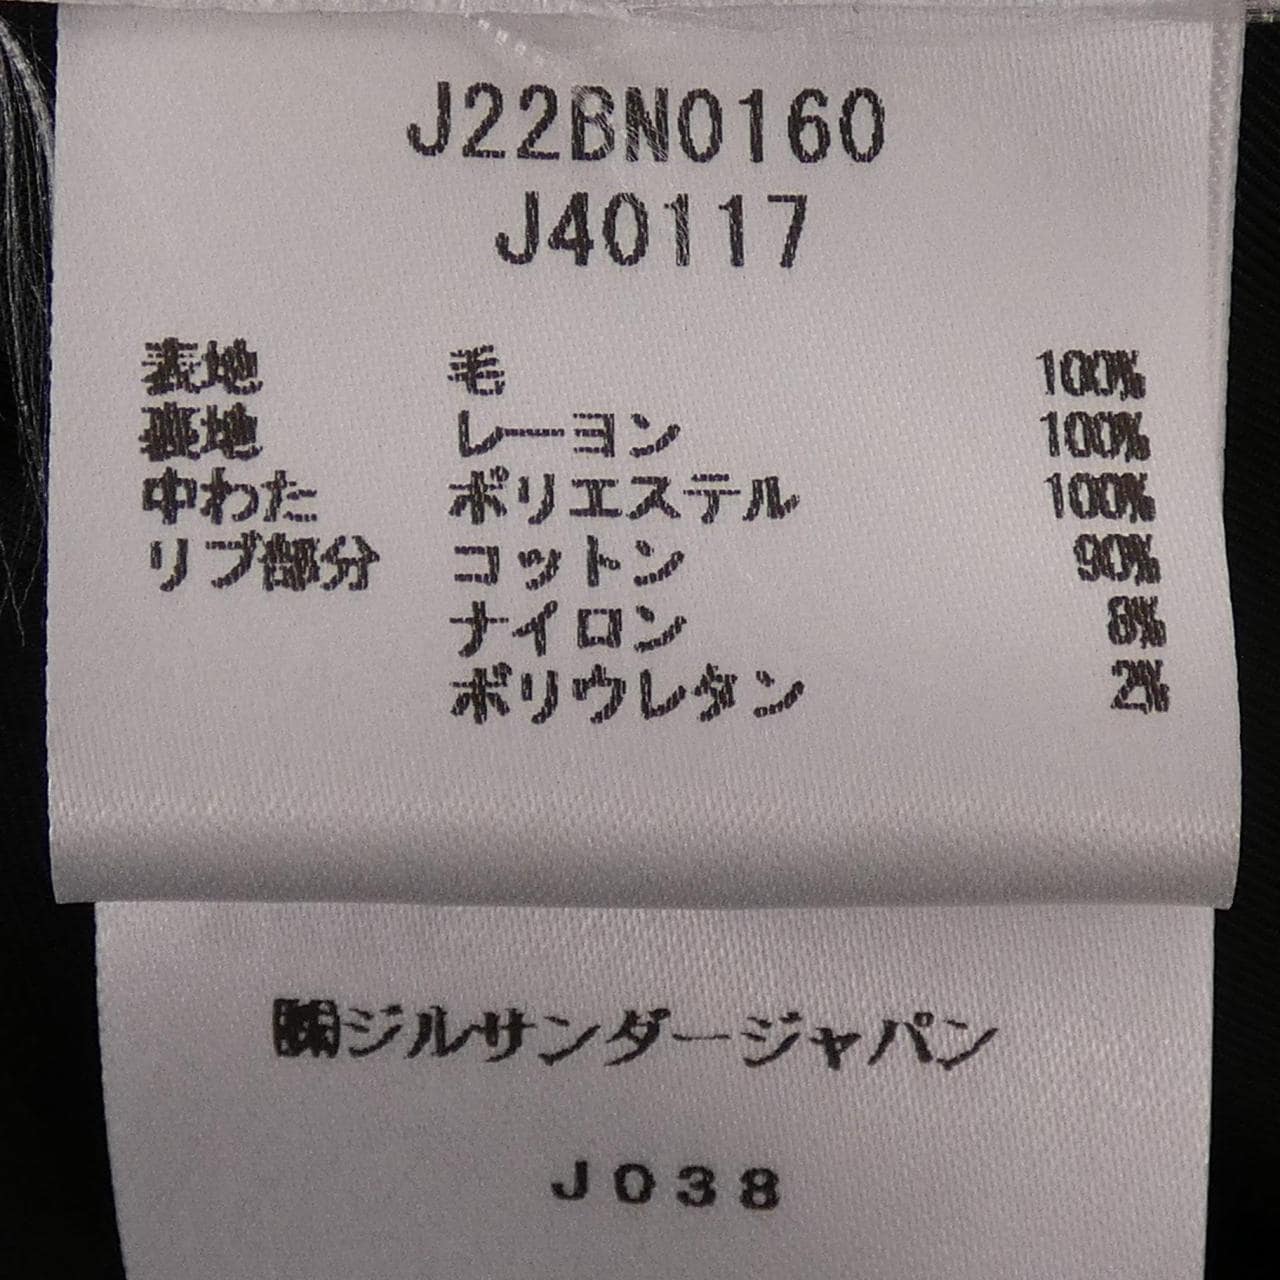 J22BN0160
J40117
表地 毛 100%
裏地 レーヨン 100%
中わた ポリエステル 100%
リブ部分 コットン 90%
ナイロン 8%
ポリウレタン 2%
㈱ジルサンダージャパン
J038